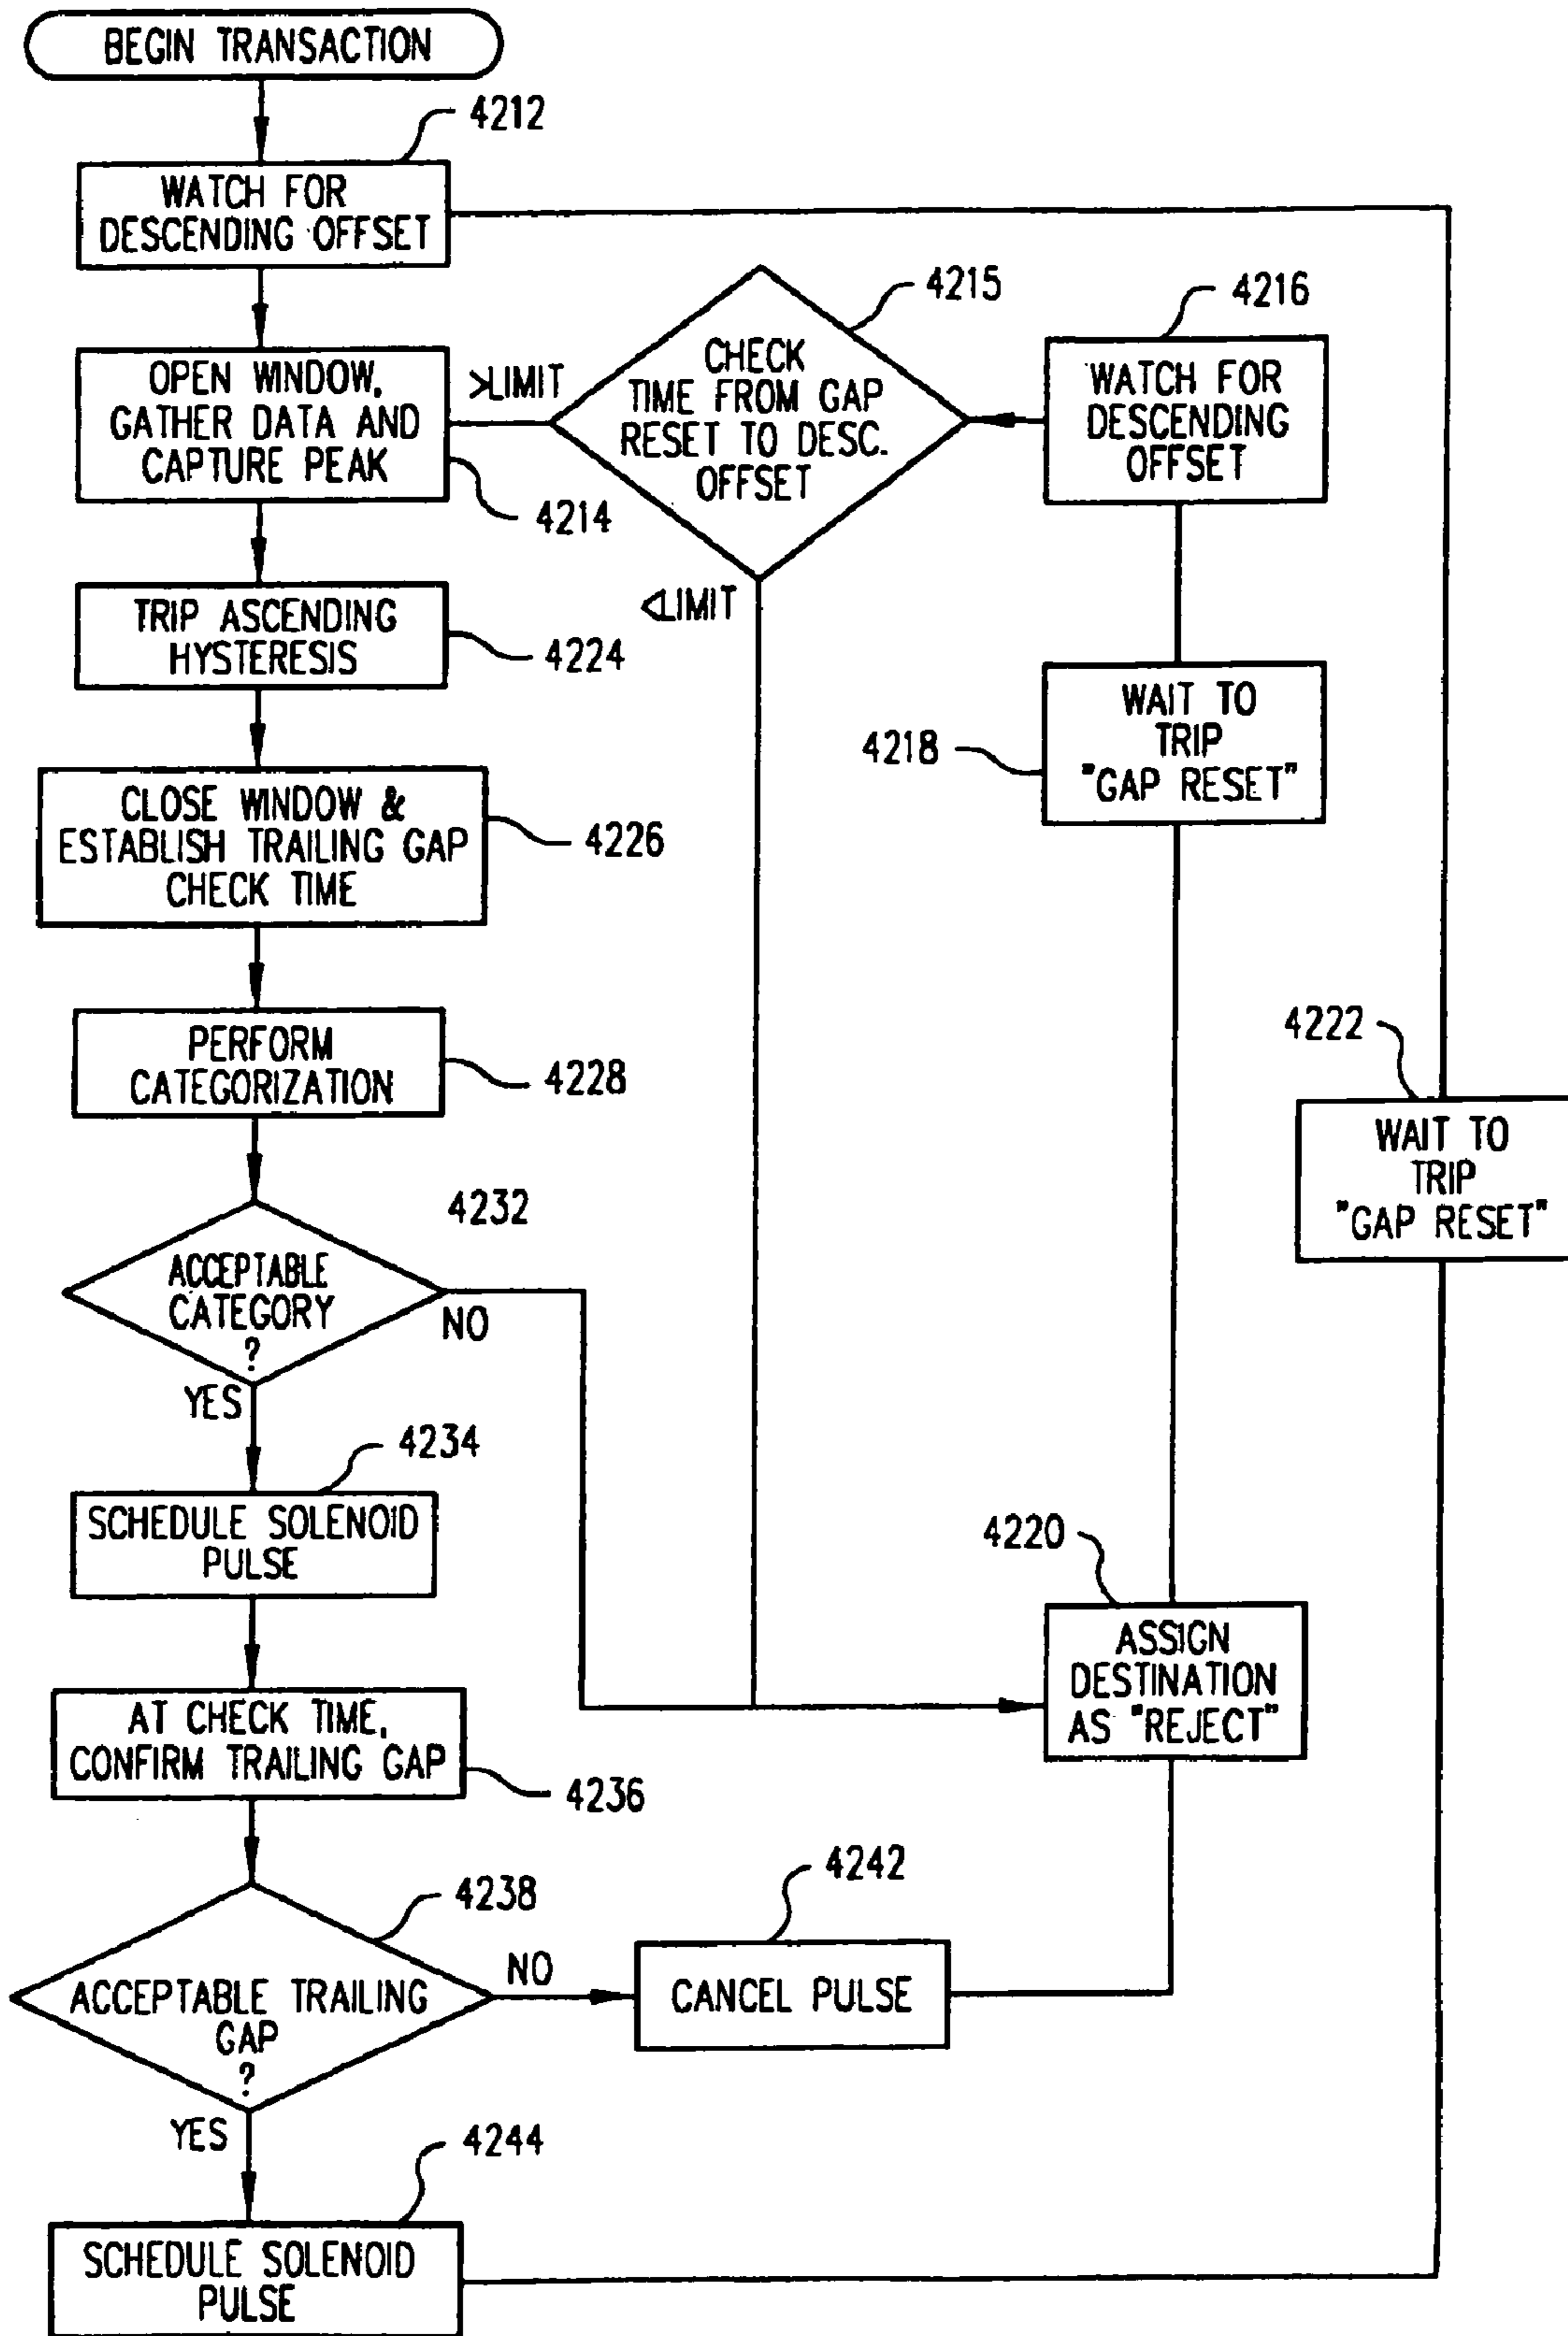 BEGIN TRANSACTION
4212
WATCH FOR
DESCENDING OFFSET
4215
4216
CHECK
TIME FROM GAP
RESET TO DESC.
OFFSET
WATCH FOR
DESCENDING
OFFSET
OPEN WINDOW,
GATHER DATA AND
CAPTURE PEAK
>LIMIT
4214
<LIMIT
TRIP ASCENDING
HYSTERESIS
4224
WAIT TO
TRIP
"GAP RESET"
4218
CLOSE WINDOW &
ESTABLISH TRAILING GAP
CHECK TIME
4226
PERFORM
CATEGORIZATION
4228
4222
WAIT TO
TRIP
"GAP RESET"
4232
ACCEPTABLE
CATEGORY
?
NO
YES
4234
SCHEDULE SOLENOID
PULSE
4220
ASSIGN
DESTINATION
AS "REJECT"
AT CHECK TIME,
CONFIRM TRAILING GAP
4236
4238
4242
ACCEPTABLE TRAILING
GAP
?
NO
CANCEL PULSE
YES
4244
SCHEDULE SOLENOID
PULSE